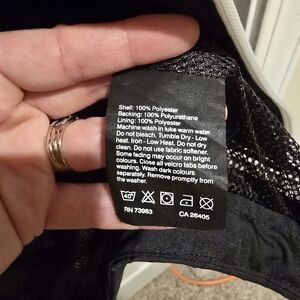 Shell: 100% Polyester
Backing: 100% Polyurethane
Lining: 100% Polyester
Machine wash in luke warm water.
Do not bleach. Tumble Dry - Low
heat. Iron - Low Heat. Do not dry
clean. Do not use fabric softener.
Some fading may occur on bright
colours. Close all velcro tabs before
washing. Wash dark colours
separately. Remove promptly from
the washer.
40°
RN 73963 CA 26405